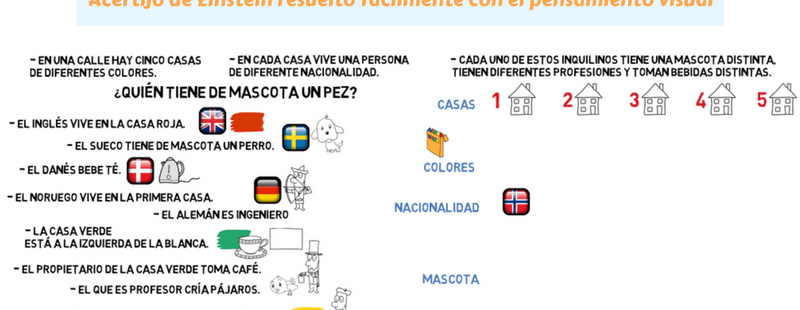 Acertijo de Einstein resuelto fácilmente con el pensamiento visual
- EN UNA CALLE HAY CINCO CASAS
DE DIFERENTES COLORES.
- EN CADA CASA VIVE UNA PERSONA
DE DIFERENTE NACIONALIDAD.
- CADA UNO DE ESTOS INQUILINOS TIENE UNA MASCOTA DISTINTA,
TIENEN DIFERENTES PROFESIONES Y TOMAN BEBIDAS DISTINTAS.
¿QUIÉN TIENE DE MASCOTA UN PEZ?
- EL INGLÉS VIVE EN LA CASA ROJA.
- EL SUECO TIENE DE MASCOTA UN PERRO.
- EL DANÉS BEBE TÉ.
- EL NORUEGO VIVE EN LA PRIMERA CASA.
- EL ALEMÁN ES INGENIERO
- LA CASA VERDE
ESTÁ A LA IZQUIERDA DE LA BLANCA.
- EL PROPIETARIO DE LA CASA VERDE TOMA CAFÉ.
- EL QUE ES PROFESOR CRÍA PÁJAROS.
CASAS 1 2 3 4 5
COLORES
NACIONALIDAD
MASCOTA